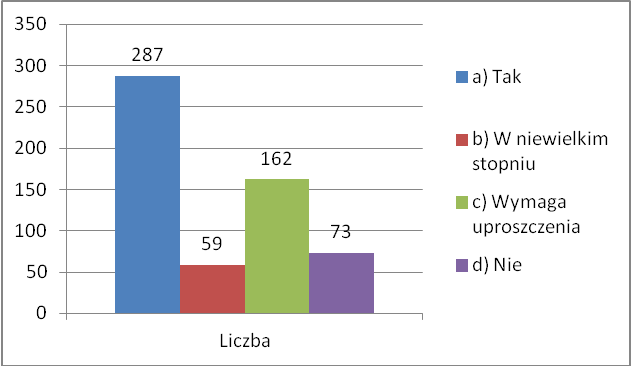 350
300
250
200
150
100
50
0
287
59
162
73
Liczba
a) Tak
b) W niewielkim
stopniu
c) Wymaga
uproszczenia
d) Nie